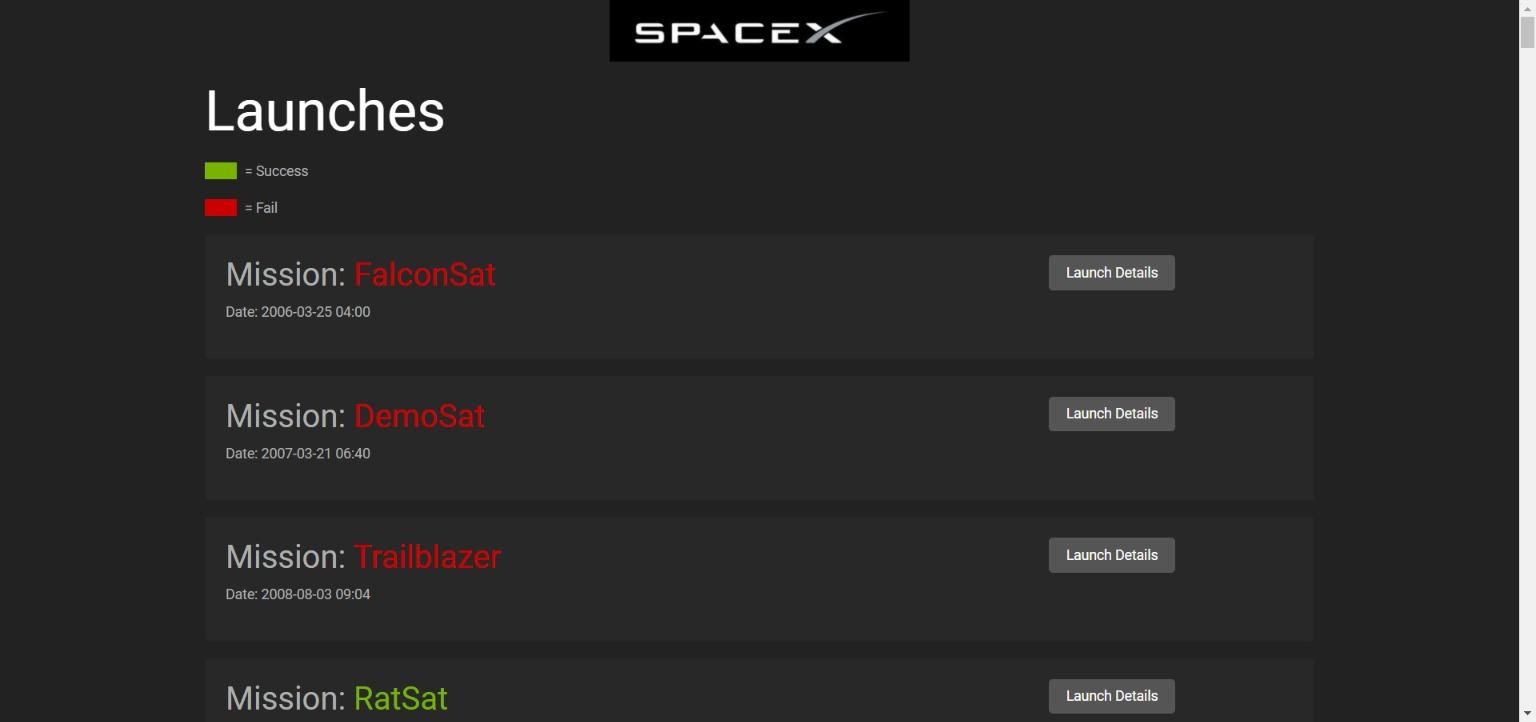 SPACEX
Launches
= Success
= Fail
Mission: FalconSat
Launch Details
Date: 2006-03-25 04:00
Mission: DemoSat
Launch Details
Date: 2007-03-21 06:40
Mission: Trailblazer
Launch Details
Date: 2008-08-03 09:04
Mission: RatSat
Launch Details